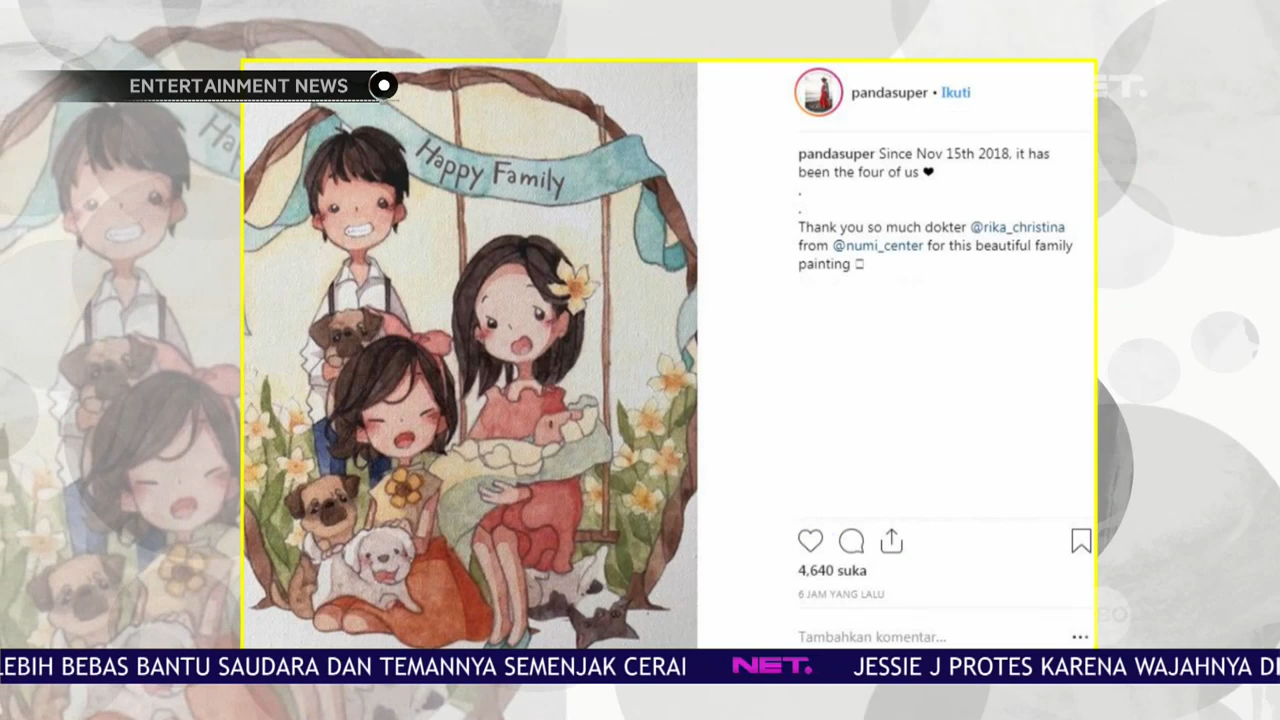 ENTERTAINMENT NEWS
NET.
Happy Family
pandasuper • Ikuti
pandasuper Since Nov 15th 2018, it has
been the four of us ❤
.
.
Thank you so much dokter @rika_christina
from @numi_center for this beautiful family
painting
4,640 suka
6 JAM YANG LALU
Tambahkan komentar...
LEBIH BEBAS BANTU SAUDARA DAN TEMANNYA SEMENJAK CERAI NET. JESSIE J PROTES KARENA WAJAHNYA DI